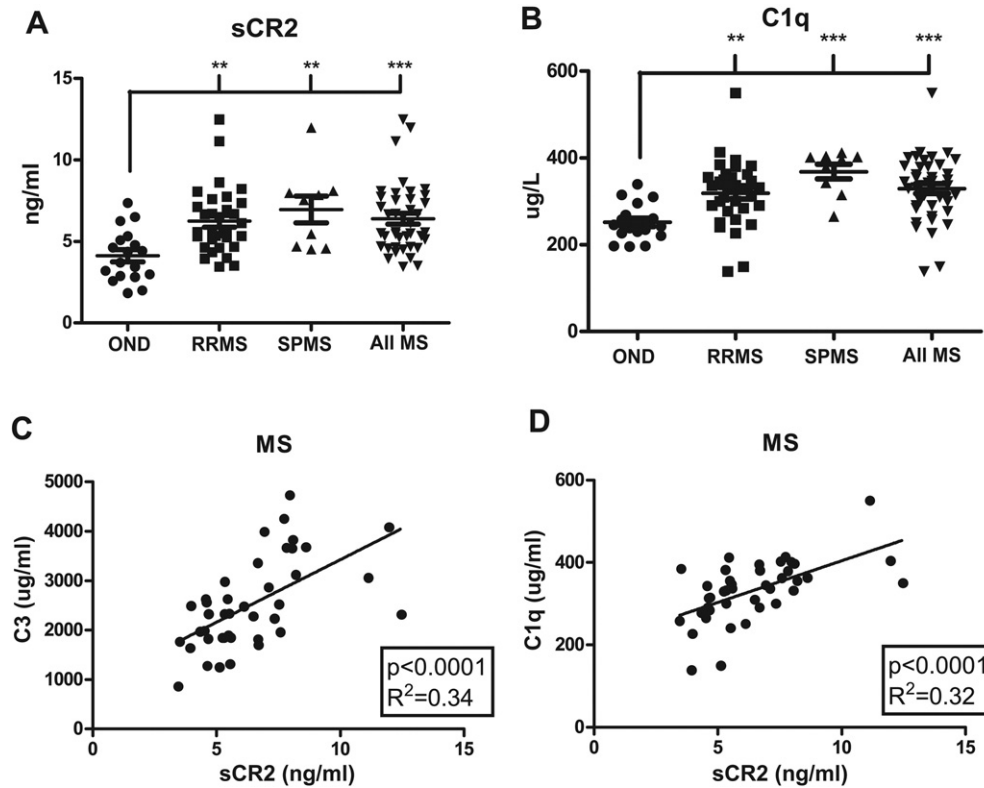 A
sCR2
** ** ***
15
10
5
0
ng/ml
OND RRMS SPMS All MS
B
C1q
** *** ***
600
400
200
0
ug/L
OND RRMS SPMS All MS
C
MS
5000
4000
3000
2000
1000
0
C3 (ug/ml)
p<0.0001
R²=0.34
0 5 10 15
sCR2 (ng/ml)
D
MS
600
400
200
0
C1q (ug/ml)
p<0.0001
R²=0.32
0 5 10 15
sCR2 (ng/ml)